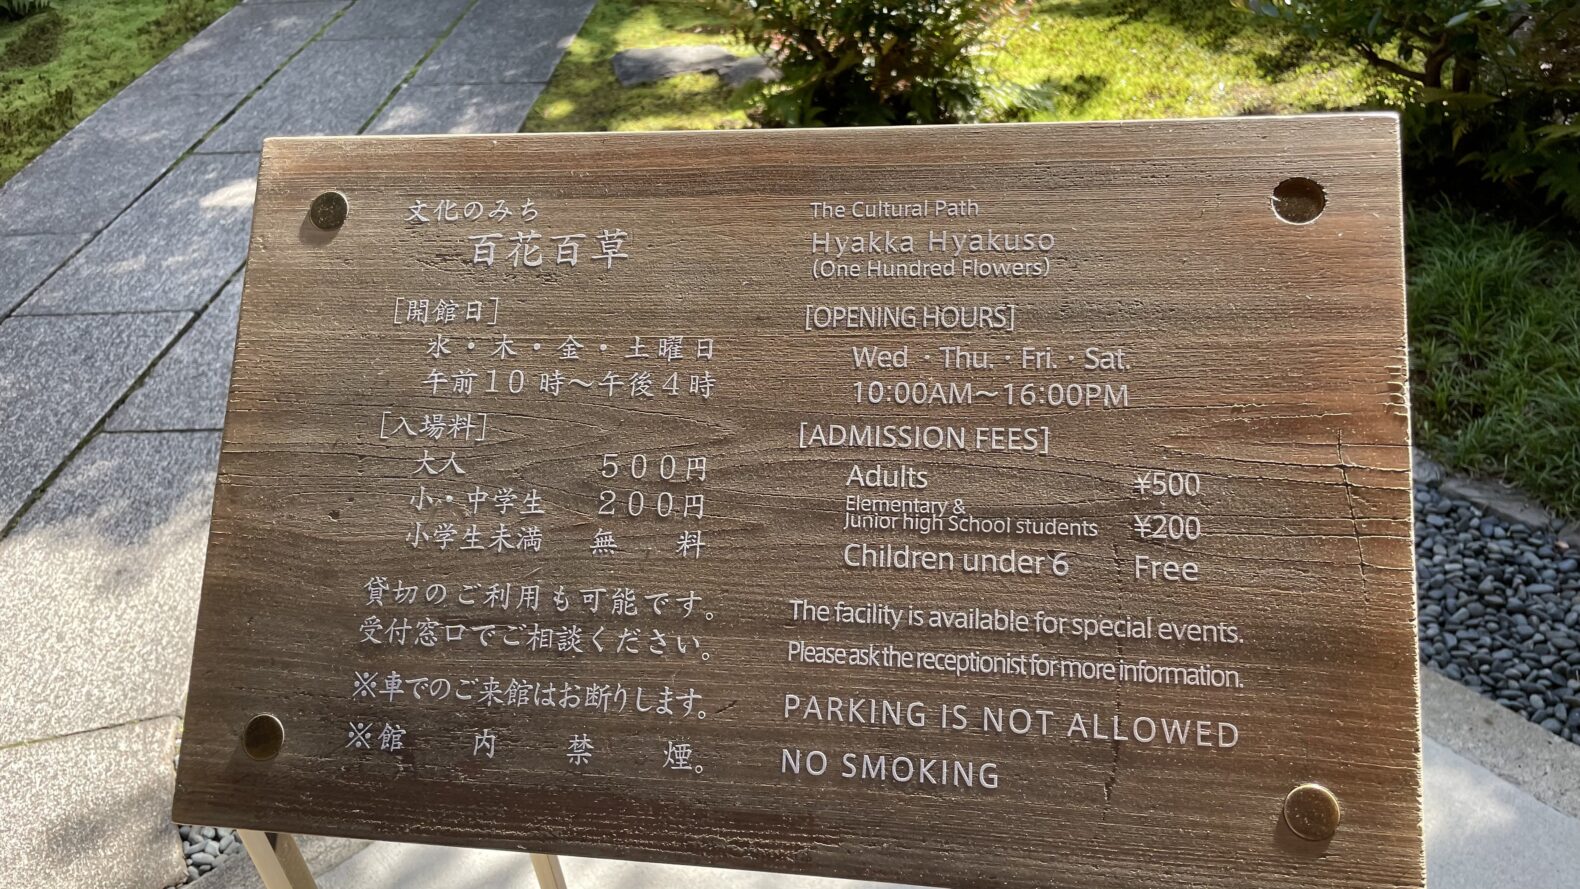 文化のみち
百花百草
[開館日]
水・木・金・土曜日
午前10時～午後4時
[入場料]
大人 500円
小・中学生 200円
小学生未満 無料
貸切のご利用も可能です。
受付窓口でご相談ください。
※車でのご来館はお断りします。
※館内禁煙。
The Cultural Path
Hyakka Hyakuso
(One Hundred Flowers)
[OPENING HOURS]
Wed・Thu.・Fri.・Sat.
10:00AM～16:00PM
[ADMISSION FEES]
Adults ¥500
Elementary &
Junior high School students ¥200
Children under 6 Free
The facility is available for special events.
Please ask the receptionist for more information.
PARKING IS NOT ALLOWED
NO SMOKING